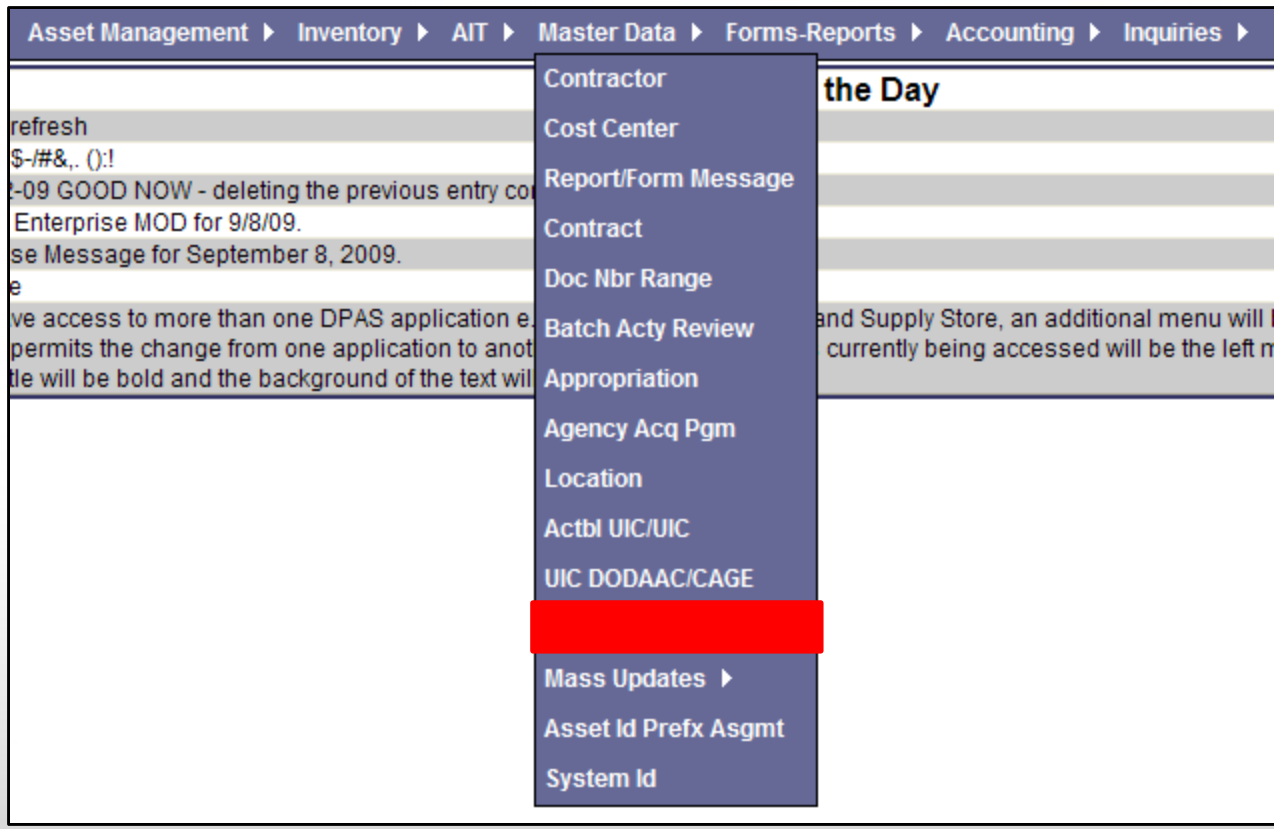 Asset Management Inventory AIT Master Data Forms-Reports Accounting Inquiries
the Day
refresh
$-/#&,. ():!
-09 GOOD NOW - deleting the previous entry
Enterprise MOD for 9/8/09.
se Message for September 8, 2009.
e
ve access to more than one DPAS application e.
and Supply Store, an additional menu will
permits the change from one application to anot
currently being accessed will be the left
tle will be bold and the background of the text wil
Contractor
Cost Center
Report/Form Message
Contract
Doc Nbr Range
Batch Acty Review
Appropriation
Agency Acq Pgm
Location
Actbl UIC/UIC
UIC DODAAC/CAGE
Mass Updates
Asset Id Prefx Asgmt
System Id